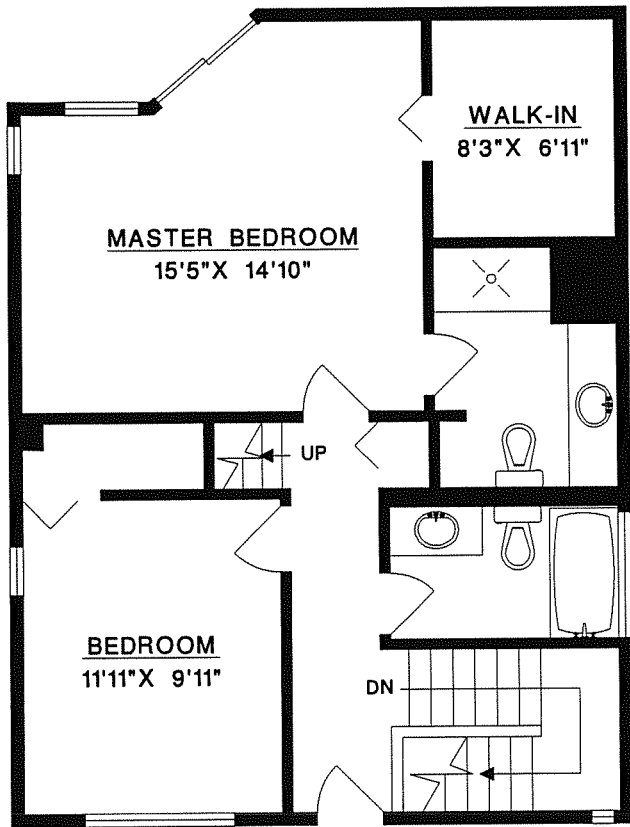 WALK-IN
8'3"X 6'11"
MASTER BEDROOM
15'5"X 14'10"
UP
BEDROOM
11'11"X 9'11"
DN